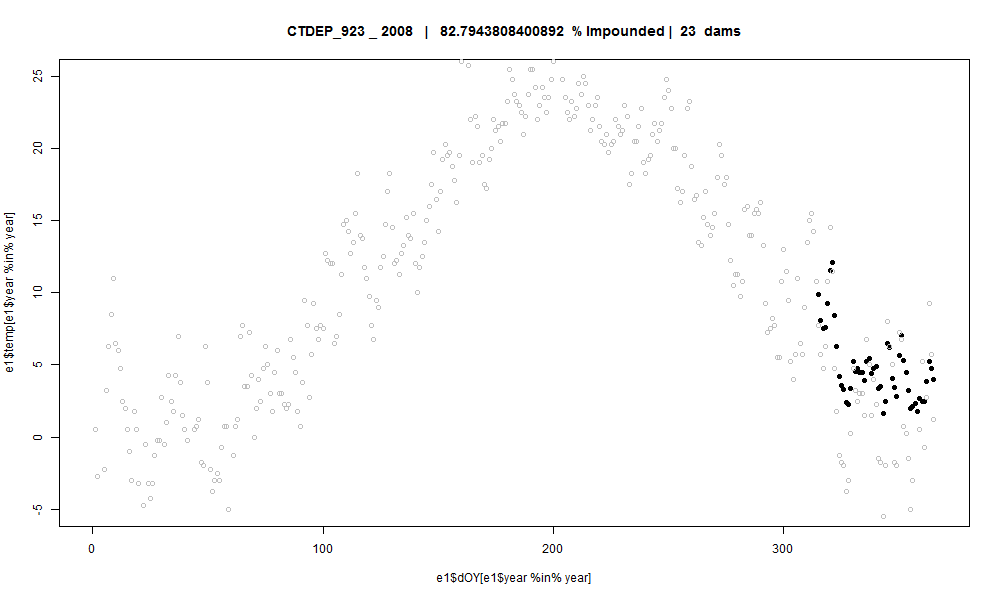 CTDEP_923 _ 2008 | 82.7943808400892 % Impounded | 23 dams
e1$temp[e1$year %in% year]
25
20
15
10
5
0
-5
0 100 200 300
e1$dOY[e1$year %in% year]